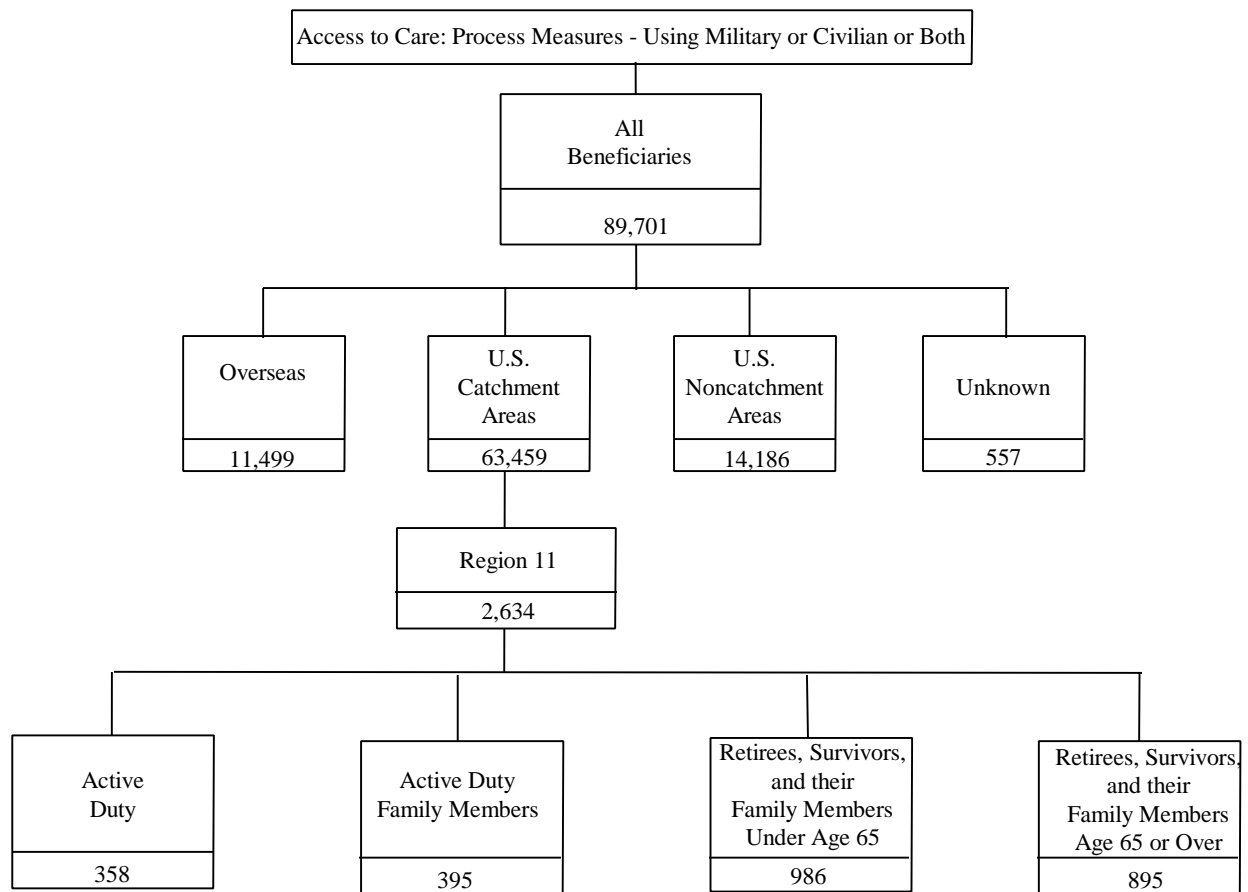 Access to Care: Process Measures - Using Military or Civilian or Both
All
Beneficiaries
89,701
Overseas
11,499
U.S.
Catchment
Areas
63,459
U.S.
Noncatchment
Areas
14,186
Unknown
557
Region 11
2,634
Active
Duty
358
Active Duty
Family Members
395
Retirees, Survivors,
and their
Family Members
Under Age 65
986
Retirees, Survivors,
and their
Family Members
Age 65 or Over
895